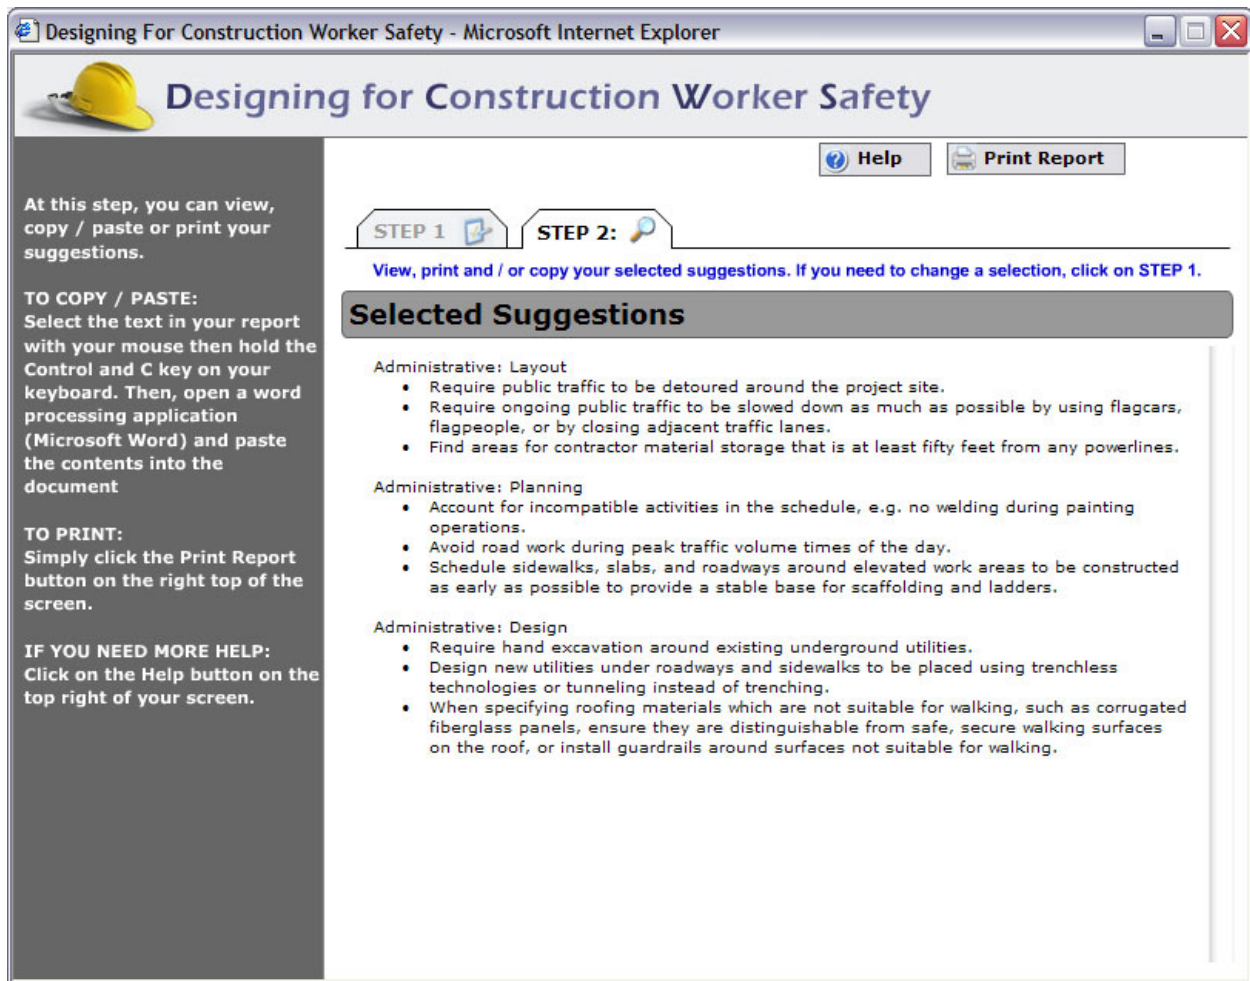 Designing For Construction Worker Safety - Microsoft Internet Explorer
Designing for Construction Worker Safety
Help
Print Report
At this step, you can view,
copy / paste or print your
suggestions.
TO COPY / PASTE:
Select the text in your report
with your mouse then hold the
Control and C key on your
keyboard. Then, open a word
processing application
(Microsoft Word) and paste
the contents into the
document
TO PRINT:
Simply click the Print Report
button on the right top of the
screen.
IF YOU NEED MORE HELP:
Click on the Help button on the
top right of your screen.
STEP 1
STEP 2:
View, print and / or copy your selected suggestions. If you need to change a selection, click on STEP 1.
Selected Suggestions
Administrative: Layout
• Require public traffic to be detoured around the project site.
• Require ongoing public traffic to be slowed down as much as possible by using flagcars,
flagpeople, or by closing adjacent traffic lanes.
• Find areas for contractor material storage that is at least fifty feet from any powerlines.
Administrative: Planning
• Account for incompatible activities in the schedule, e.g. no welding during painting
operations.
• Avoid road work during peak traffic volume times of the day.
• Schedule sidewalks, slabs, and roadways around elevated work areas to be constructed
as early as possible to provide a stable base for scaffolding and ladders.
Administrative: Design
• Require hand excavation around existing underground utilities.
• Design new utilities under roadways and sidewalks to be placed using trenchless
technologies or tunneling instead of trenching.
• When specifying roofing materials which are not suitable for walking, such as corrugated
fiberglass panels, ensure they are distinguishable from safe, secure walking surfaces
on the roof, or install guardrails around surfaces not suitable for walking.